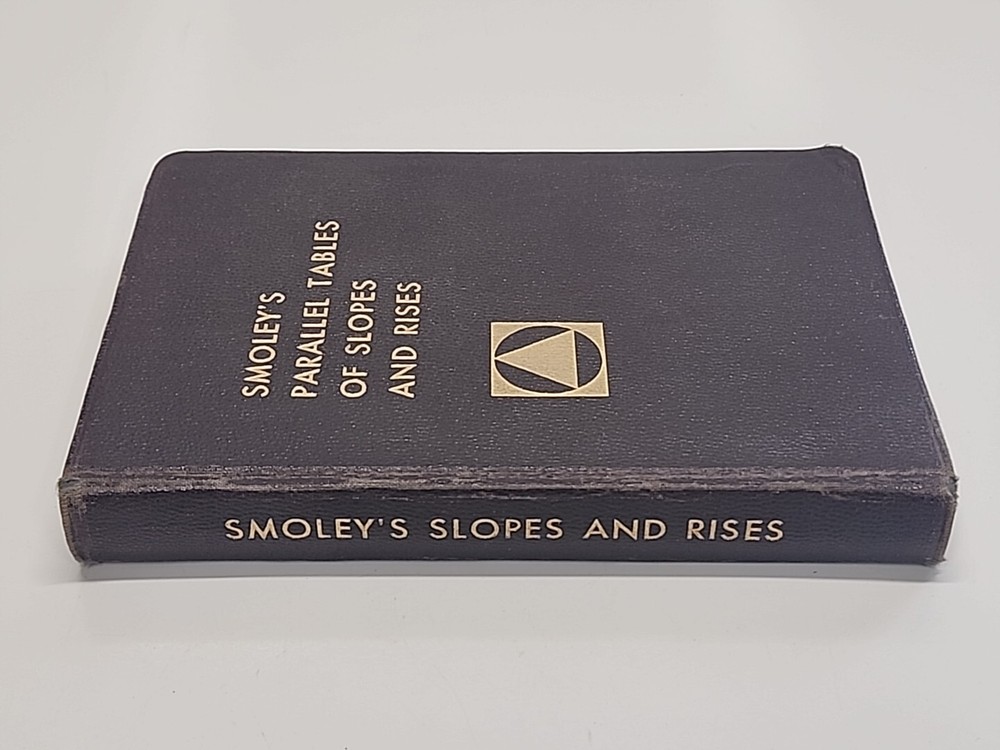 SMOLEY'S
PARALLEL TABLES
OF SLOPES
AND RISES
SMOLEY'S SLOPES AND RISES